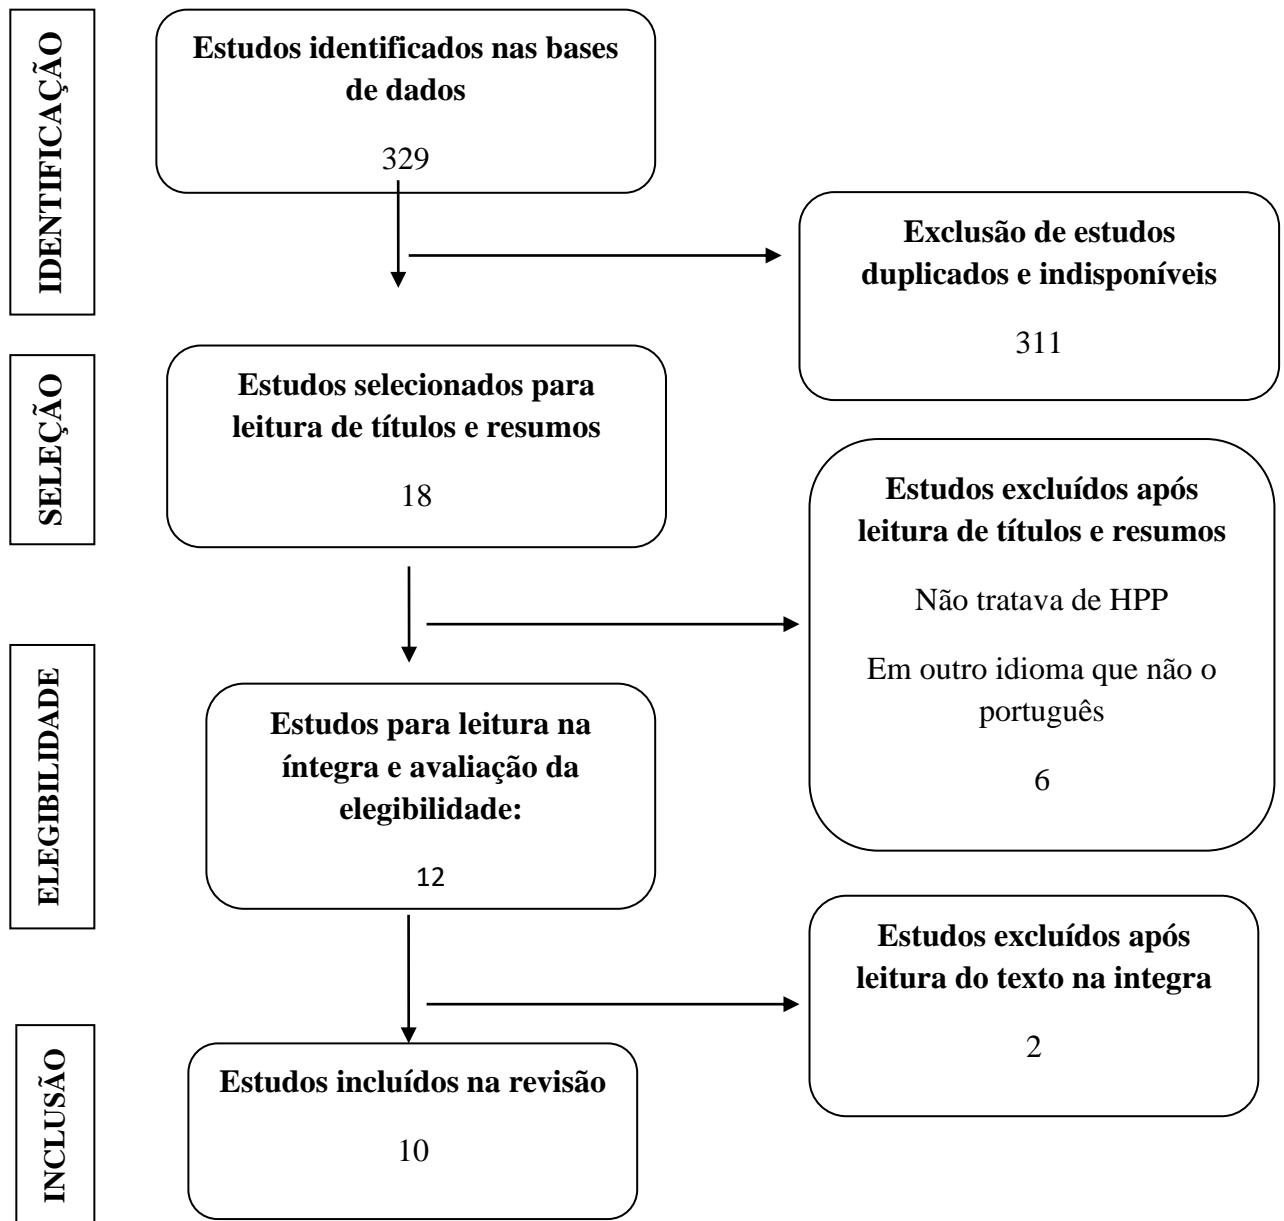 IDENTIFICAÇÃO
Estudos identificados nas bases
de dados
329
Exclusão de estudos
duplicados e indisponíveis
311
SELEÇÃO
Estudos selecionados para
leitura de títulos e resumos
18
Estudos excluídos após
leitura de títulos e resumos
Não tratava de HPP
Em outro idioma que não o
português
6
ELEGIBILIDADE
Estudos para leitura na
íntegra e avaliação da
elegibilidade:
12
Estudos excluídos após
leitura do texto na integra
2
INCLUSÃO
Estudos incluídos na revisão
10